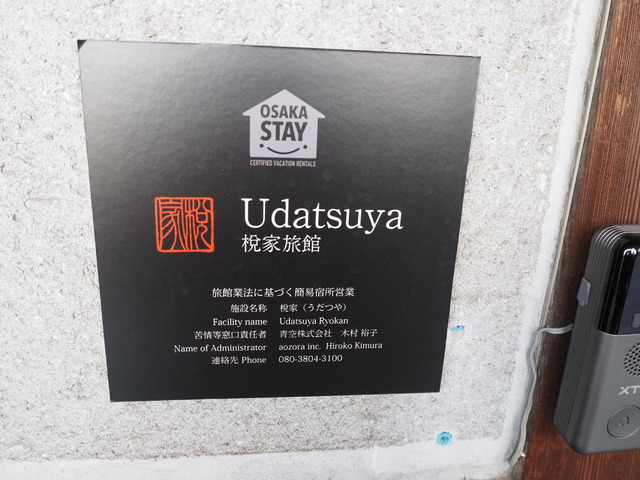 OSAKA
STAY
CERTIFIED VACATION RENTALS
Udatsuya
梲家旅館
旅館業法に基づく簡易宿所営業
施設名称 梲家(うだつや)
Facility name Udatsuya Ryokan
苦情等窓口責任者 青空株式会社 木村 裕子
Name of Administrator aozora inc. Hiroko Kimura
連絡先 Phone 080-3804-3100
XT